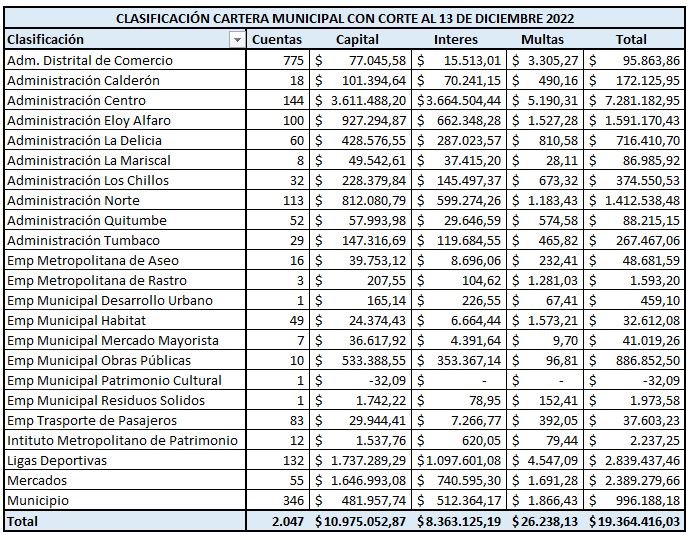 CLASIFICACIÓN CARTERA MUNICIPAL CON CORTE AL 13 DE DICIEMBRE 2022
Clasificación Cuentas Capital Interes Multas Total
Adm. Distrital de Comercio 775 $ 77.045,58 $ 15.513,01 $ 3.305,27 $ 95.863,86
Administración Calderón 18 $ 101.394,64 $ 70.241,15 $ 490,16 $ 172.125,95
Administración Centro 144 $ 3.611.488,20 $3.664.504,44 $ 5.190,31 $ 7.281.182,95
Administración Eloy Alfaro 100 $ 927.294,87 $ 662.348,28 $ 1.527,28 $ 1.591.170,43
Administración La Delicia 60 $ 428.576,55 $ 287.023,57 $ 810,58 $ 716.410,70
Administración La Mariscal 8 $ 49.542,61 $ 37.415,20 $ 28,11 $ 86.985,92
Administración Los Chillos 32 $ 228.379,84 $ 145.497,37 $ 673,32 $ 374.550,53
Administración Norte 113 $ 812.080,79 $ 599.274,26 $ 1.183,43 $ 1.412.538,48
Administración Quitumbe 52 $ 57.993,98 $ 29.646,59 $ 574,58 $ 88.215,15
Administración Tumbaco 29 $ 147.316,69 $ 119.684,55 $ 465,82 $ 267.467,06
Emp Metropolitana de Aseo 16 $ 39.753,12 $ 8.696,06 $ 232,41 $ 48.681,59
Emp Metropolitana de Rastro 3 $ 207,55 $ 104,62 $ 1.281,03 $ 1.593,20
Emp Municipal Desarrollo Urbano 1 $ 165,14 $ 226,55 $ 67,41 $ 459,10
Emp Municipal Habitat 49 $ 24.374,43 $ 6.664,44 $ 1.573,21 $ 32.612,08
Emp Municipal Mercado Mayorista 7 $ 36.617,92 $ 4.391,64 $ 9,70 $ 41.019,26
Emp Municipal Obras Públicas 10 $ 533.388,55 $ 353.367,14 $ 96,81 $ 886.852,50
Emp Municipal Patrimonio Cultural 1 $ -32,09 $ - $ - $ -32,09
Emp Municipal Residuos Solidos 1 $ 1.742,22 $ 78,95 $ 152,41 $ 1.973,58
Emp Trasporte de Pasajeros 83 $ 29.944,41 $ 7.266,77 $ 392,05 $ 37.603,23
Intituto Metropolitano de Patrimonio 12 $ 1.537,76 $ 620,05 $ 79,44 $ 2.237,25
Ligas Deportivas 132 $ 1.737.289,29 $1.097.601,08 $ 4.547,09 $ 2.839.437,46
Mercados 55 $ 1.646.993,08 $ 740.595,30 $ 1.691,28 $ 2.389.279,66
Municipio 346 $ 481.957,74 $ 512.364,17 $ 1.866,43 $ 996.188,18
Total 2.047 $10.975.052,87 $8.363.125,19 $26.238,13 $19.364.416,03